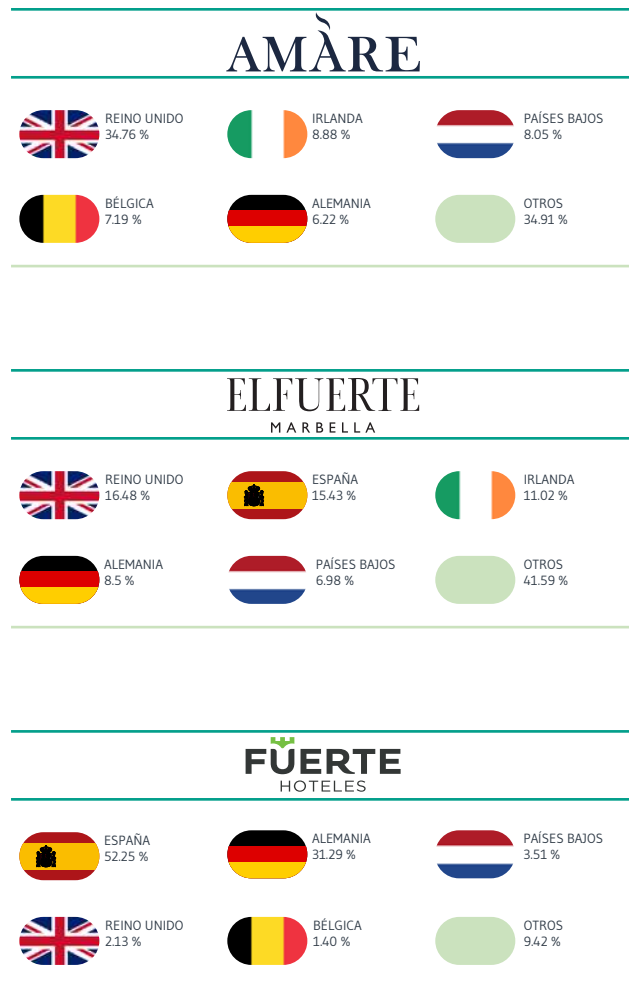 AMÀRE
REINO UNIDO
34.76 %
IRLANDA
8.88 %
PAÍSES BAJOS
8.05 %
BÉLGICA
7.19 %
ALEMANIA
6.22 %
OTROS
34.91 %
ELFUERTE
MARBELLA
REINO UNIDO
16.48 %
ESPAÑA
15.43 %
IRLANDA
11.02 %
ALEMANIA
8.5 %
PAÍSES BAJOS
6.98 %
OTROS
41.59 %
FUERTE
HOTELES
ESPAÑA
52.25 %
ALEMANIA
31.29 %
PAÍSES BAJOS
3.51 %
REINO UNIDO
2.13 %
BÉLGICA
1.40 %
OTROS
9.42 %